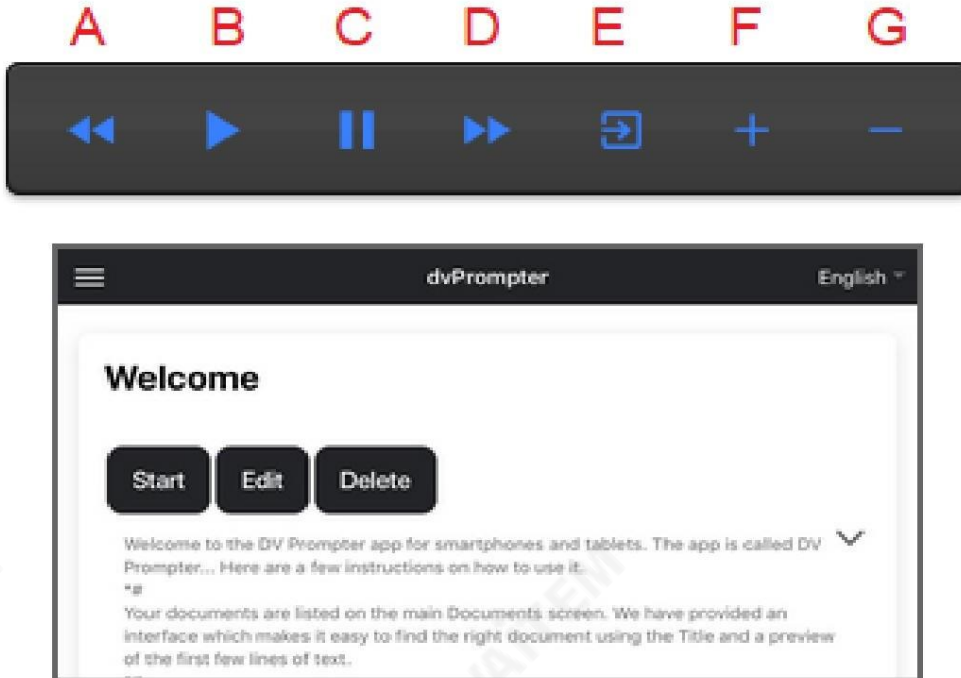 A B C D E F G
dvPrompter English
Welcome
Start Edit Delete
Welcome to the DV Prompter app for smartphones and tablets. The app is called DV
Prompter... Here are a few instructions on how to use it.
*#
Your documents are listed on the main Documents screen. We have provided an
interface which makes it easy to find the right document using the Title and a preview
of the first few lines of text.